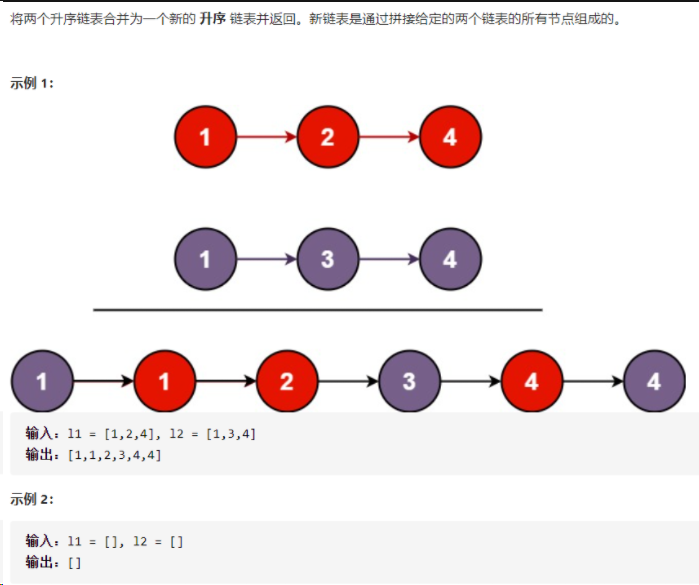 将两个升序链表合并为一个新的 升序 链表并返回。新链表是通过拼接给定的两个链表的所有节点组成的。
示例 1：
1 2 4
1 3 4
1 1 2 3 4 4
输入：l1 = [1,2,4], l2 = [1,3,4]
输出：[1,1,2,3,4,4]
示例 2：
输入：l1 = [], l2 = []
输出：[]